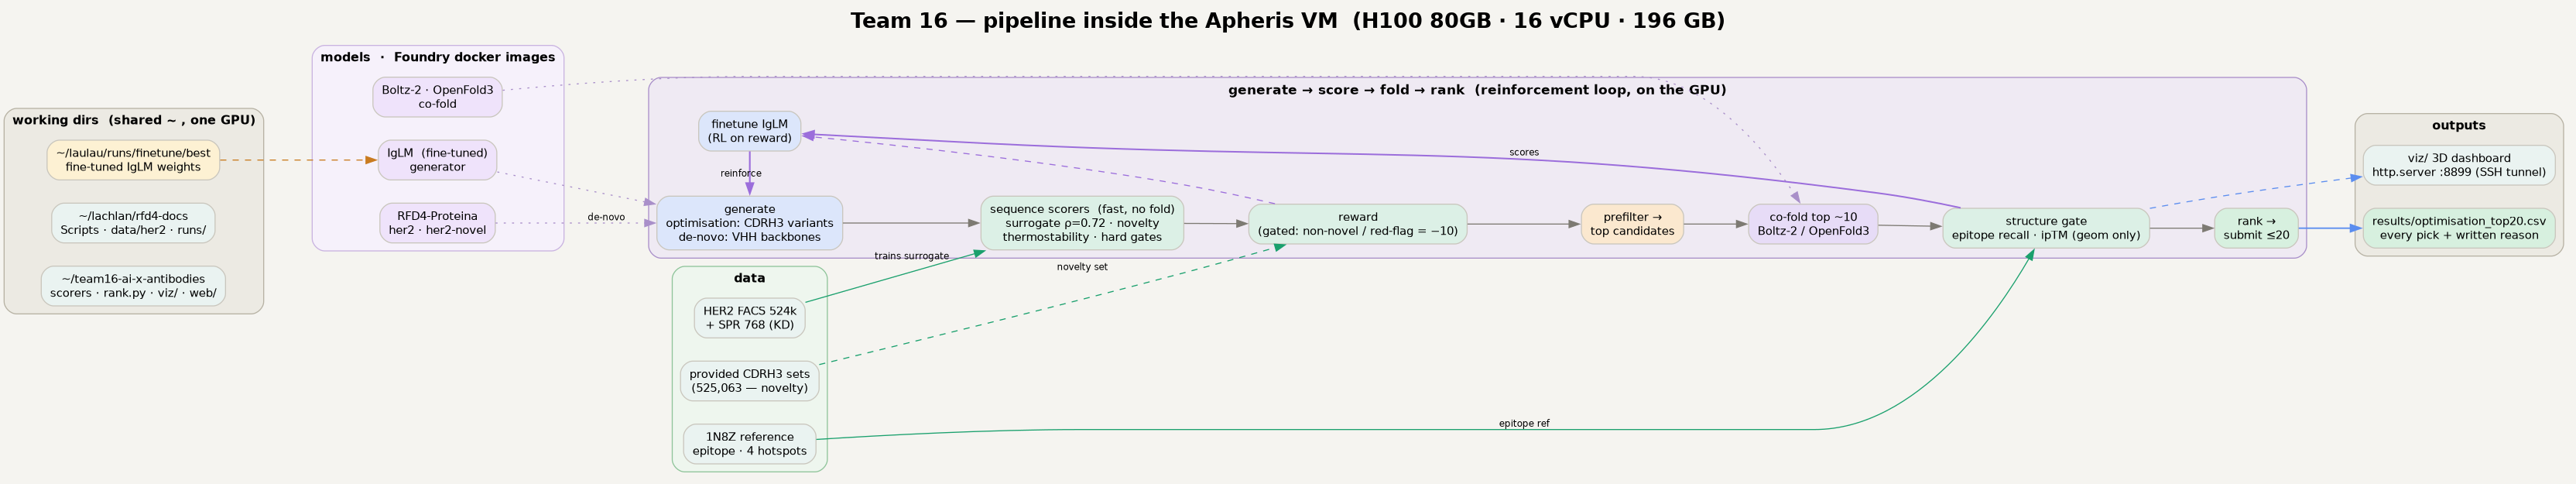 Team 16 — pipeline inside the Apheris VM  (H100 80GB · 16 vCPU · 196 GB)
working dirs  (shared ~ , one GPU)
~/laulau/runs/finetune/best
fine-tuned IgLM weights
~/lachlan/rfd4-docs
Scripts · data/her2 · runs/
~/team16-ai-x-antibodies
scorers · rank.py · viz/ · web/
models  ·  Foundry docker images
Boltz-2 · OpenFold3
co-fold
IgLM  (fine-tuned)
generator
RFD4-Proteina
her2 · her2-novel
de-novo
generate → score → fold → rank  (reinforcement loop, on the GPU)
finetune IgLM
(RL on reward)
reinforce
scores
generate
optimisation: CDRH3 variants
de-novo: VHH backbones
sequence scorers  (fast, no fold)
surrogate ρ=0.72 · novelty
thermostability · hard gates
reward
(gated: non-novel / red-flag = −10)
prefilter →
top candidates
co-fold top ~10
Boltz-2 / OpenFold3
structure gate
epitope recall · ipTM (geom only)
rank →
submit ≤20
trains surrogate
novelty set
epitope ref
data
HER2 FACS 524k
+ SPR 768 (KD)
provided CDRH3 sets
(525,063 — novelty)
1N8Z reference
epitope · 4 hotspots
outputs
viz/ 3D dashboard
http.server :8899 (SSH tunnel)
results/optimisation_top20.csv
every pick + written reason